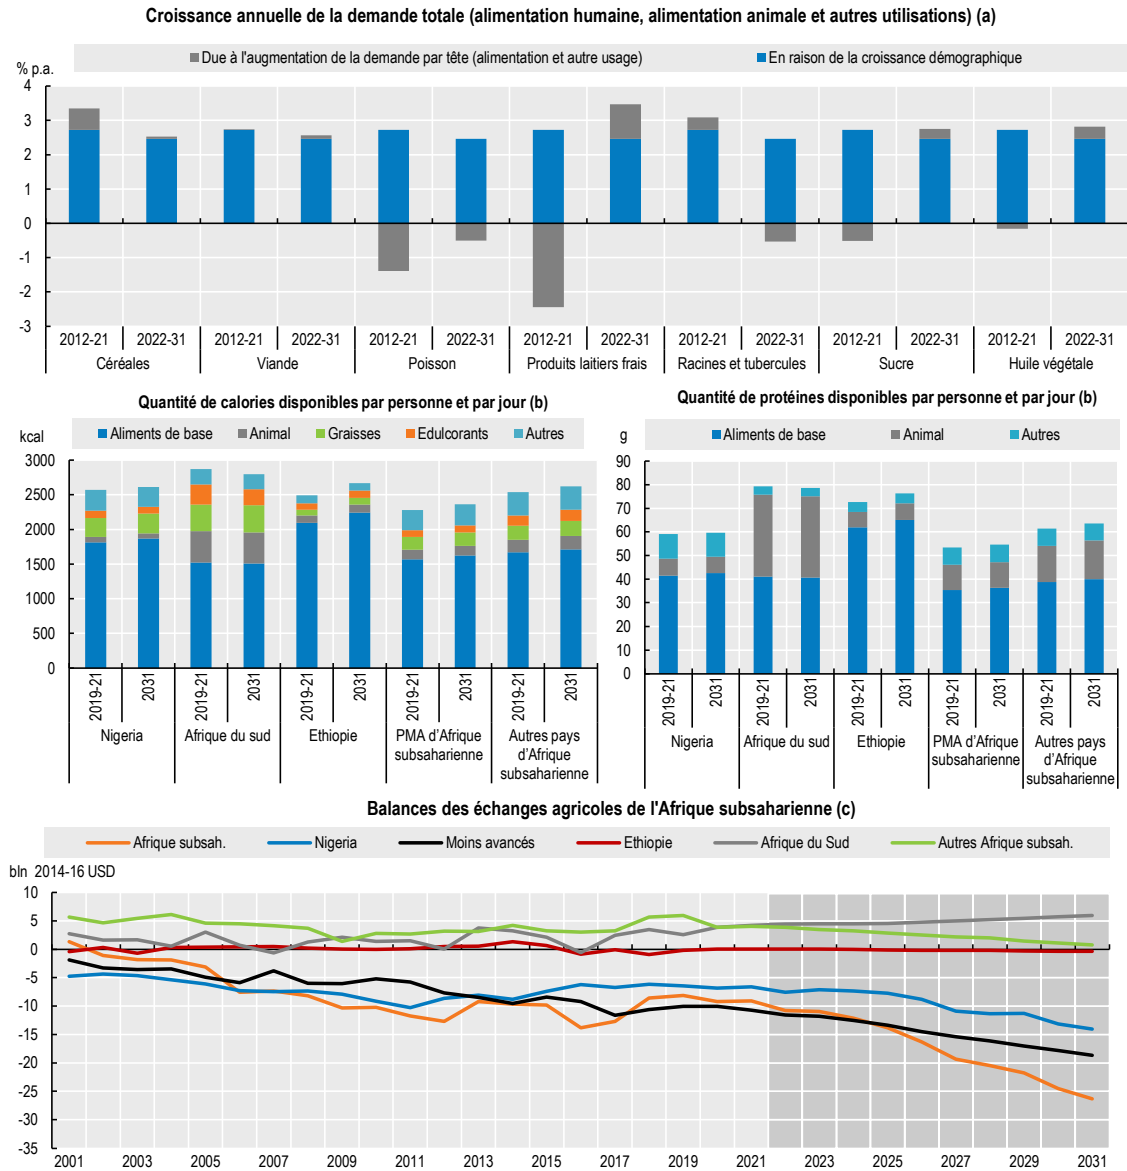 Croissance annuelle de la demande totale (alimentation humaine, alimentation animale et autres utilisations) (a)
Due à l'augmentation de la demande par tête (alimentation et autre usage) En raison de la croissance démographique
% p.a.
4
3
2
1
0
-1
-2
-3
2012-21 2022-31 2012-21 2022-31 2012-21 2022-31 2012-21 2022-31 2012-21 2022-31 2012-21 2022-31 2012-21 2022-31
Céréales Viande Poisson Produits laitiers frais Racines et tubercules Sucre Huile végétale
Quantité de calories disponibles par personne et par jour (b)
kcal
Aliments de base Animal Graisses Edulcorants Autres
3000
2500
2000
1500
1000
500
0
2019-21 2031 2019-21 2031 2019-21 2031 2019-21 2031 2019-21 2031
Nigeria Afrique du sud Ethiopie PMA d'Afrique subsaharienne Autres pays d'Afrique subsaharienne
Quantité de protéines disponibles par personne et par jour (b)
g
Aliments de base Animal Autres
90
80
70
60
50
40
30
20
10
0
2019-21 2031 2019-21 2031 2019-21 2031 2019-21 2031 2019-21 2031
Nigeria Afrique du sud Ethiopie PMA d'Afrique subsaharienne Autres pays d'Afrique subsaharienne
Balances des échanges agricoles de l'Afrique subsaharienne (c)
Afrique subsah. Nigeria Moins avancés Ethiopie Afrique du Sud Autres Afrique subsah.
bln 2014-16 USD
10
5
0
-5
-10
-15
-20
-25
-30
-35
2001 2003 2005 2007 2009 2011 2013 2015 2017 2019 2021 2023 2025 2027 2029 2031